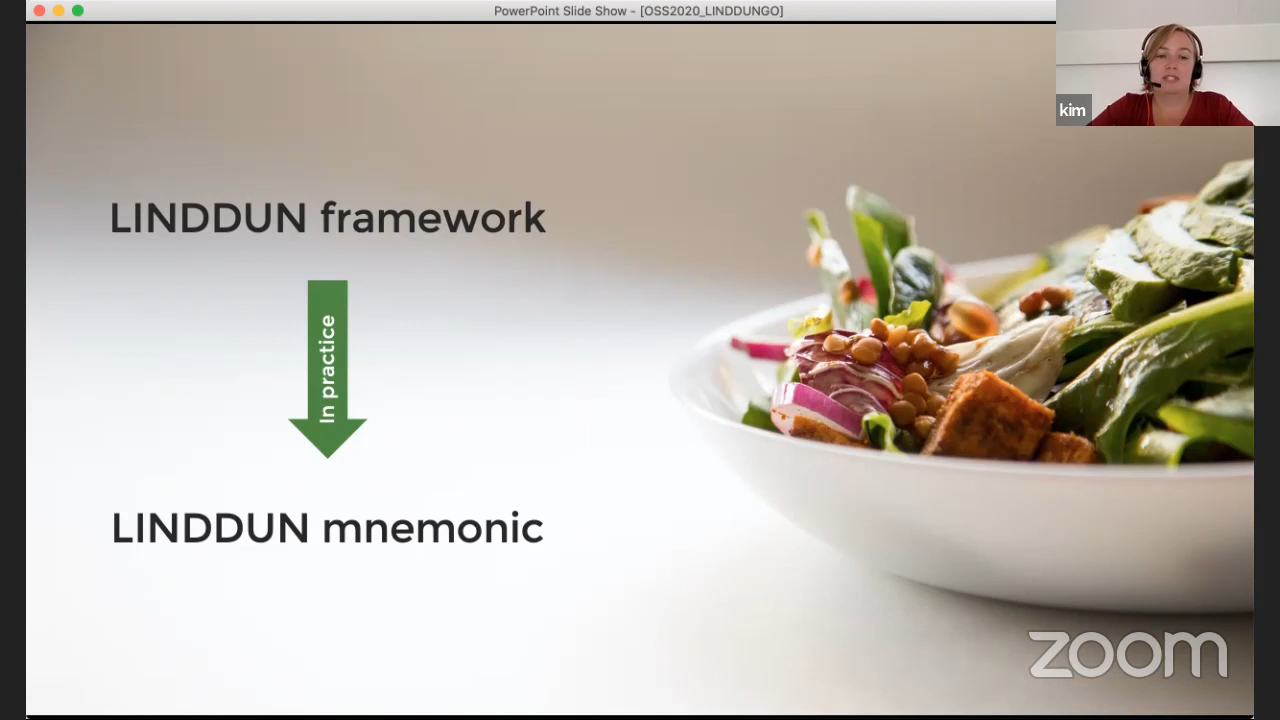 PowerPoint Slide Show - [OSS2020_LINDDUNGO]
kim
LINDDUN framework
In practice
LINDDUN mnemonic
zoom